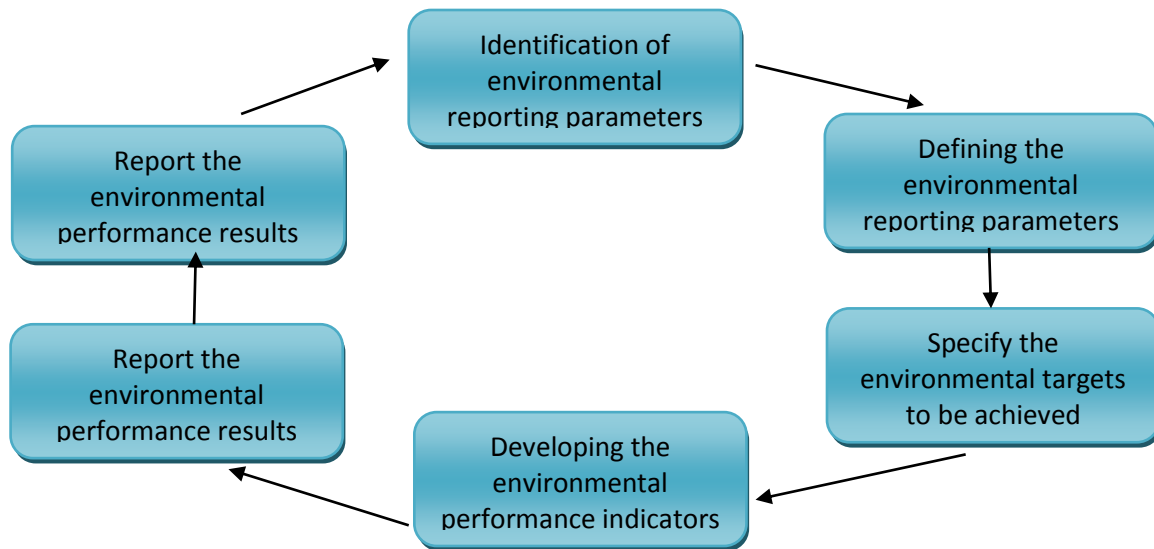 Identification of
environmental
reporting parameters
Defining the
environmental
reporting parameters
Specify the
environmental targets
to be achieved
Developing the
environmental
performance indicators
Report the
environmental
performance results
Report the
environmental
performance results